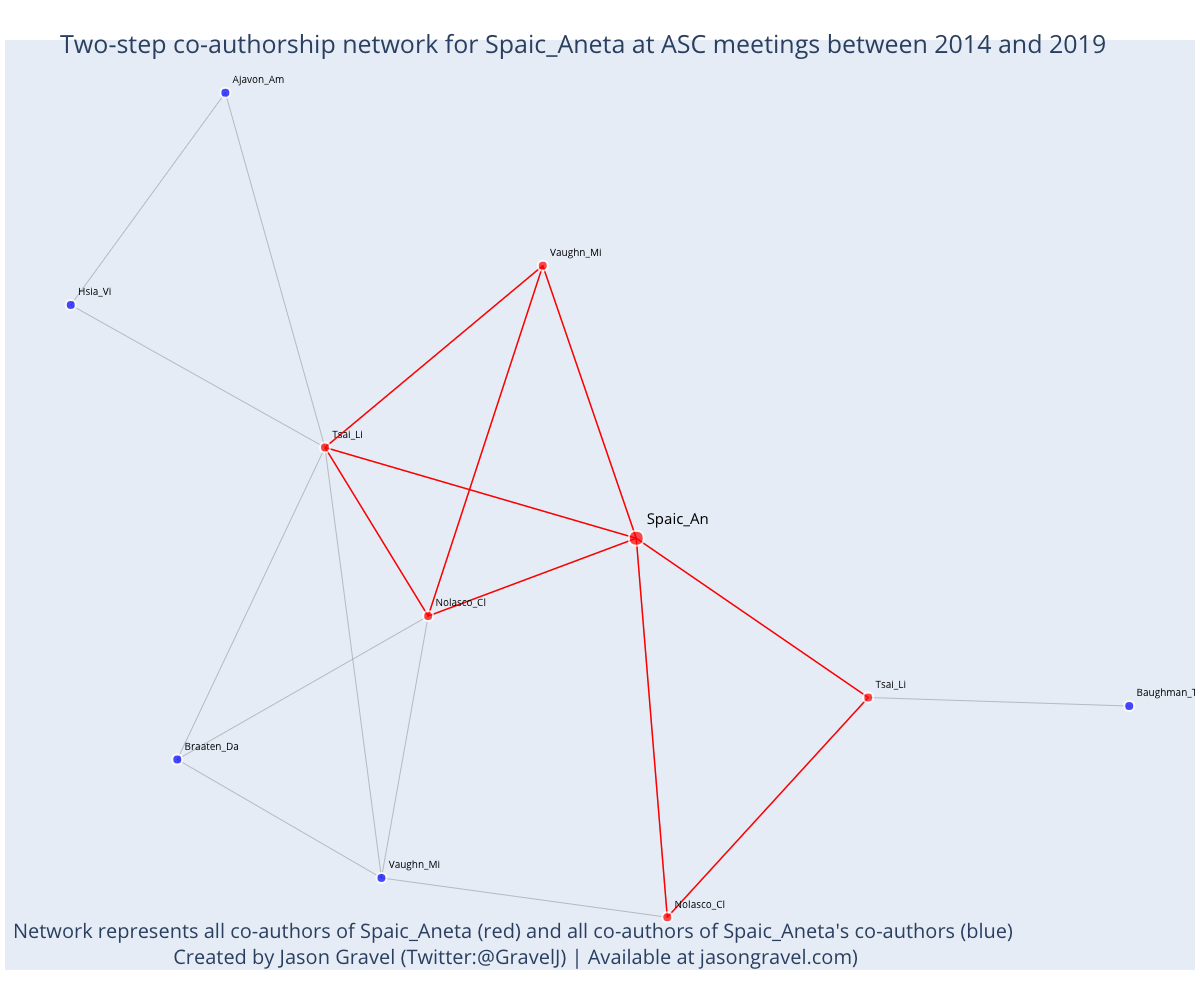 Two-step co-authorship network for Spaic_Aneta at ASC meetings between 2014 and 2019
Ajavon_Am
Vaughn_Mi
Hsia_Vi
Tsai_Li
Spaic_An
Nolasco_Cl
Tsai_Li
Baughman_T
Braaten_Da
Vaughn_Mi
Nolasco_Cl
Network represents all co-authors of Spaic_Aneta (red) and all co-authors of Spaic_Aneta's co-authors (blue)
Created by Jason Gravel (Twitter:@GravelJ) | Available at jasongravel.com)